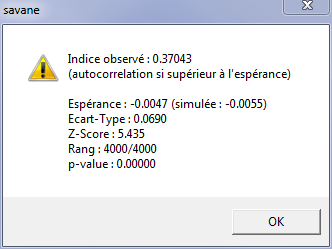 savane
Indice observé : 0.37043
(autocorrelation si supérieur à l'espérance)
Espérance : -0.0047 (simulée : -0.0055)
Ecart-Type : 0.0690
Z-Score : 5.435
Rang : 4000/4000
p-value : 0.00000
OK